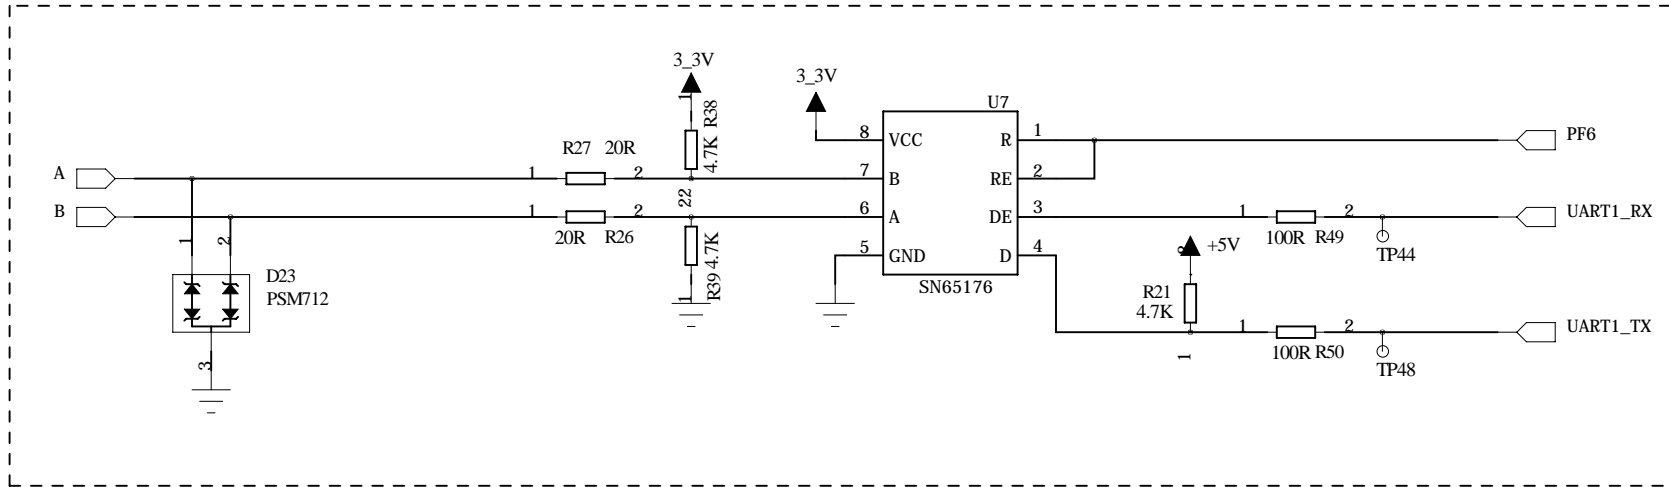 3_3V
3_3V
1
R38
4.7K
U7
8
VCC
R
1
PF6
R27 20R
A
1
2
7
B
RE
2
22
B
1
2
6
A
DE
3
1
2
UART1_RX
20R R26
4.7K
R39
1
5
GND
D
4
100R R49
TP44
2
+5V
SN65176
1
2
D23
PSM712
3
R21
4.7K
1
1
2
UART1_TX
100R R50
TP48